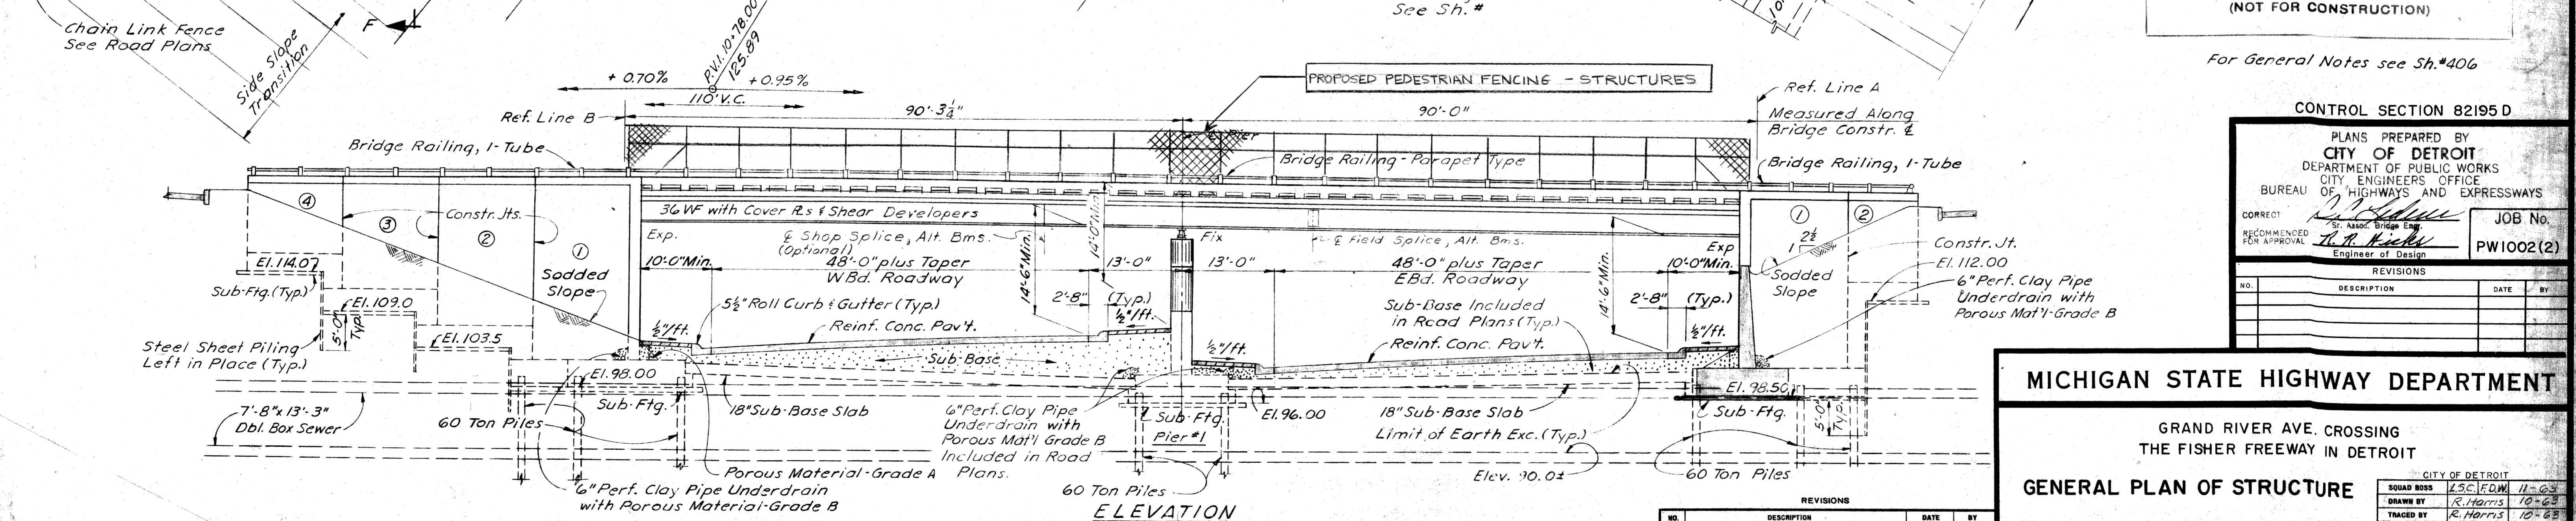 Chain Link Fence
See Road Plans
Side Slope
Transition
F
P.V.I. 10+78.00
125.89
+ 0.70%
+0.95%
110' V.C.
See Sh. #
PROPOSED PEDESTRIAN FENCING - STRUCTURES
Ref. Line B
90'-3¼"
90'-0"
Ref. Line A
Measured Along
Bridge Constr. ℄
Pier
Bridge Railing, 1-Tube
Bridge Railing - Parapet Type
Bridge Railing, 1-Tube
④
③
②
①
Constr. Jts.
Sodded
Slope
36 WF with Cover ℞s & Shear Developers
Exp.
℄ Shop Splice, Alt. Bms.
(Optional)
14'-0" Min.
14'-6" Min.
Fix
℄ Field Splice, Alt. Bms.
Exp
10'-0" Min.
48'-0" plus Taper
WBd. Roadway
13'-0"
13'-0"
48'-0" plus Taper
EBd. Roadway
10'-0" Min.
14'-6" Min.
2'-8"
(Typ.)
½"/ft.
2'-8"
(Typ.)
½"/ft.
5½" Roll Curb & Gutter (Typ.)
½"/ft.
Reinf. Conc. Pav't.
Sub-Base
½"/ft.
Sub-Base Included
in Road Plans (Typ.)
Reinf. Conc. Pav't.
①
②
1
2½
Sodded
Slope
Constr. Jt.
El. 112.00
6" Perf. Clay Pipe
Underdrain with
Porous Mat'l-Grade B
El. 114.07
Sub-Ftg. (Typ.)
El. 109.0
5'-0"
Typ.
El. 103.5
Steel Sheet Piling
Left in Place (Typ.)
El. 98.00
Sub-Ftg.
7'-8" x 13'-3"
Dbl. Box Sewer
60 Ton Piles
18" Sub-Base Slab
6" Perf. Clay Pipe
Underdrain with
Porous Mat'l Grade B
Included in Road
Plans.
Sub-Ftg.
Pier #1
El. 96.00
18" Sub-Base Slab
Limit of Earth Exc. (Typ.)
El. 98.50
Sub-Ftg.
5'-0"
Typ.
Porous Material-Grade A
6" Perf. Clay Pipe Underdrain
with Porous Material-Grade B
60 Ton Piles
Elev. 90.0±
60 Ton Piles
ELEVATION
REVISIONS
NO.
DESCRIPTION
DATE
BY
(NOT FOR CONSTRUCTION)
For General Notes see Sh. #406
CONTROL SECTION 82195 D
PLANS PREPARED BY
CITY OF DETROIT
DEPARTMENT OF PUBLIC WORKS
CITY ENGINEERS OFFICE
BUREAU OF HIGHWAYS AND EXPRESSWAYS
CORRECT
Sr. Assoc. Bridge Engr.
RECOMMENDED
FOR APPROVAL
R. R. Hicks
Engineer of Design
JOB No.
PW1002(2)
REVISIONS
NO.
DESCRIPTION
DATE
BY
MICHIGAN STATE HIGHWAY DEPARTMENT
GRAND RIVER AVE. CROSSING
THE FISHER FREEWAY IN DETROIT
GENERAL PLAN OF STRUCTURE
CITY OF DETROIT
SQUAD BOSS L.S.C. F.D.W. 11-63
DRAWN BY R. Harris 10-63
TRACED BY R. Harris 10-63